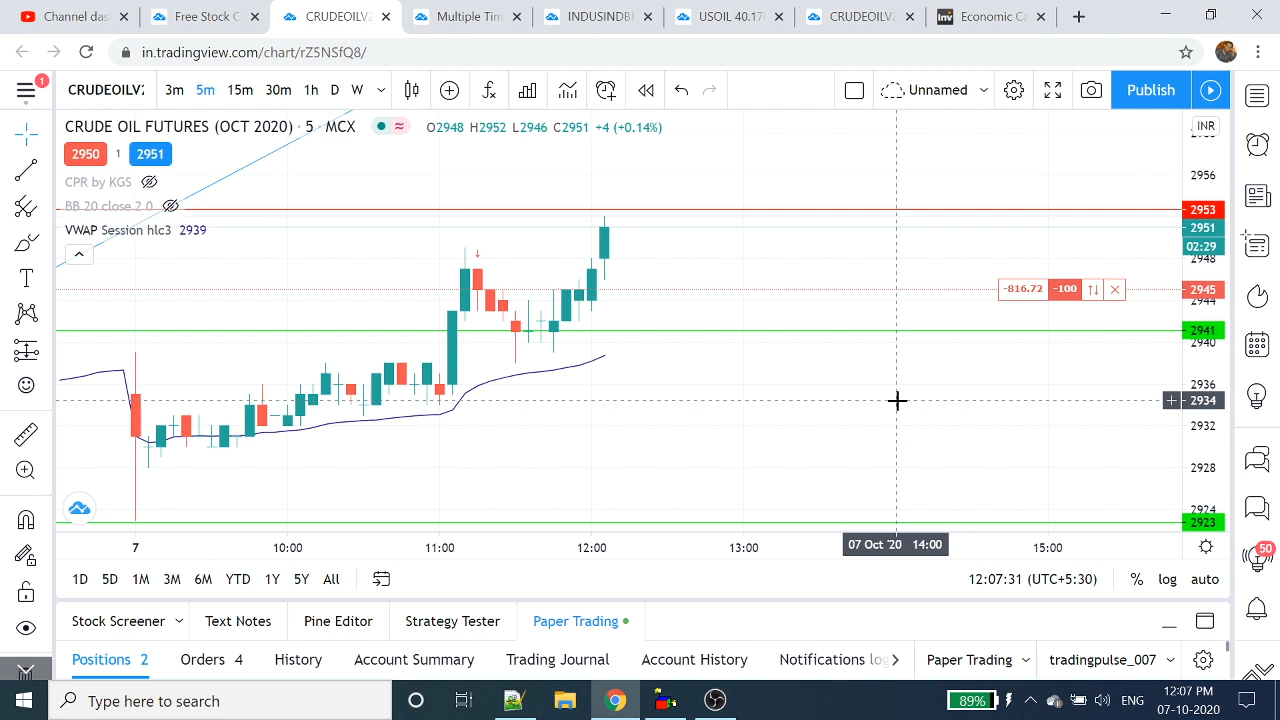 Channel das
Free Stock C
CRUDEOILV2
Multiple Tim
INDUSINDB
USOIL 40.17
CRUDEOILV2
Inv
Economic Ca
in.tradingview.com/chart/rZ5NSfQ8/
1
CRUDEOILV2
3m 5m 15m 30m 1h D W
Unnamed
Publish
CRUDE OIL FUTURES (OCT 2020) · 5 · MCX
O2948 H2952 L2946 C2951 +4 (+0.14%)
INR
2950 1 2951
CPR by KGS
BB 20 close 2 0
VWAP Session hlc3 2939
2956
2953
2951
02:29
2948
-816.72 -100
2945
2944
2941
2940
2936
2934
2932
2928
2924
2923
7 10:00 11:00 12:00 13:00 07 Oct '20 14:00 15:00
1D 5D 1M 3M 6M YTD 1Y 5Y All
12:07:31 (UTC+5:30) % log auto
50
Stock Screener
Text Notes
Pine Editor
Strategy Tester
Paper Trading
Positions 2
Orders 4
History
Account Summary
Trading Journal
Account History
Notifications log
Paper Trading
tradingpulse_007
Type here to search
89%
ENG
12:07 PM
07-10-2020